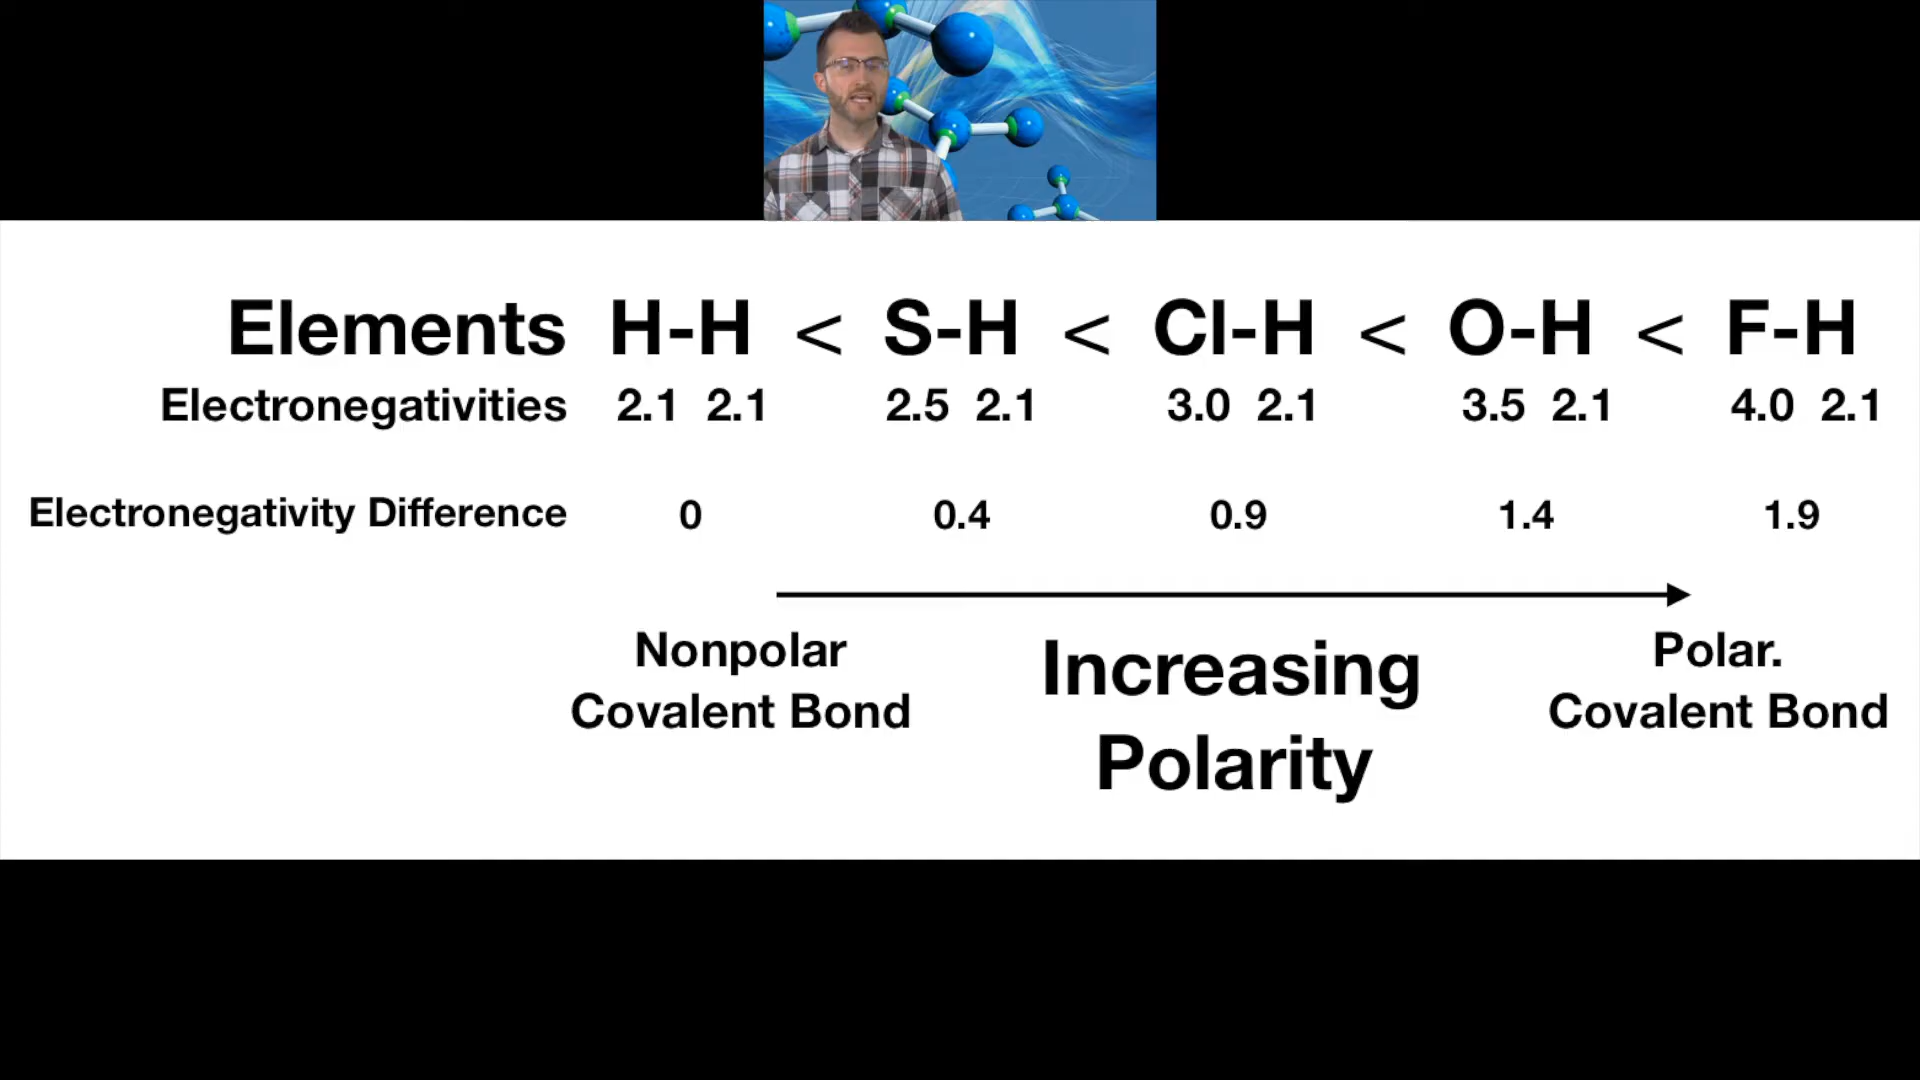 Elements H-H < S-H < Cl-H < O-H < F-H
Electronegativities 2.1 2.1 2.5 2.1 3.0 2.1 3.5 2.1 4.0 2.1
Electronegativity Difference 0 0.4 0.9 1.4 1.9
Nonpolar
Covalent Bond
Increasing
Polarity
Polar.
Covalent Bond